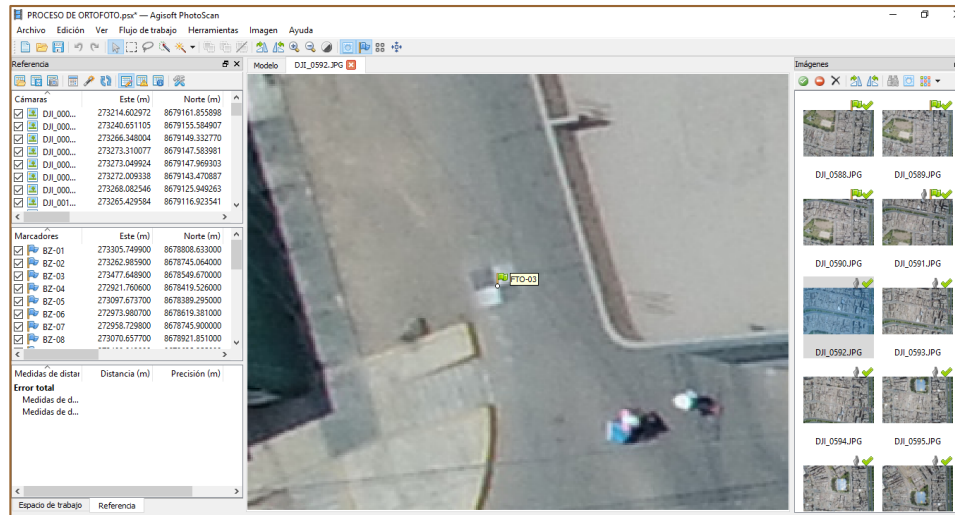 PROCESO DE ORTOFOTO.psx* — Agisoft PhotoScan
Archivo Edición Ver Flujo de trabajo Herramientas Imagen Ayuda
Referencia
Modelo DJI_0592.JPG
Imágenes
Cámaras Este (m) Norte (m)
DJI_000... 273214.602972 8679161.855898
DJI_000... 273240.651105 8679155.584907
DJI_000... 273266.348004 8679149.332770
DJI_000... 273273.310077 8679147.583981
DJI_000... 273273.049924 8679147.969303
DJI_000... 273272.009338 8679143.470887
DJI_000... 273268.082546 8679125.949263
DJI_001... 273265.429584 8679116.923541
Marcadores Este (m) Norte (m)
BZ-01 273305.749900 8678808.633000
BZ-02 273262.985900 8678745.064000
BZ-03 273477.648900 8678549.670000
BZ-04 272921.760600 8678419.526000
BZ-05 273097.673700 8678389.295000
BZ-06 273973.980700 8678619.381000
BZ-07 272958.729800 8678745.900000
BZ-08 273070.657700 8678921.851000
Medidas de distar Distancia (m) Precisión (m)
Error total
Medidas de d...
Medidas de d...
Espacio de trabajo Referencia
FTO-03
DJI_0588.JPG DJI_0589.JPG
DJI_0590.JPG DJI_0591.JPG
DJI_0592.JPG DJI_0593.JPG
DJI_0594.JPG DJI_0595.JPG